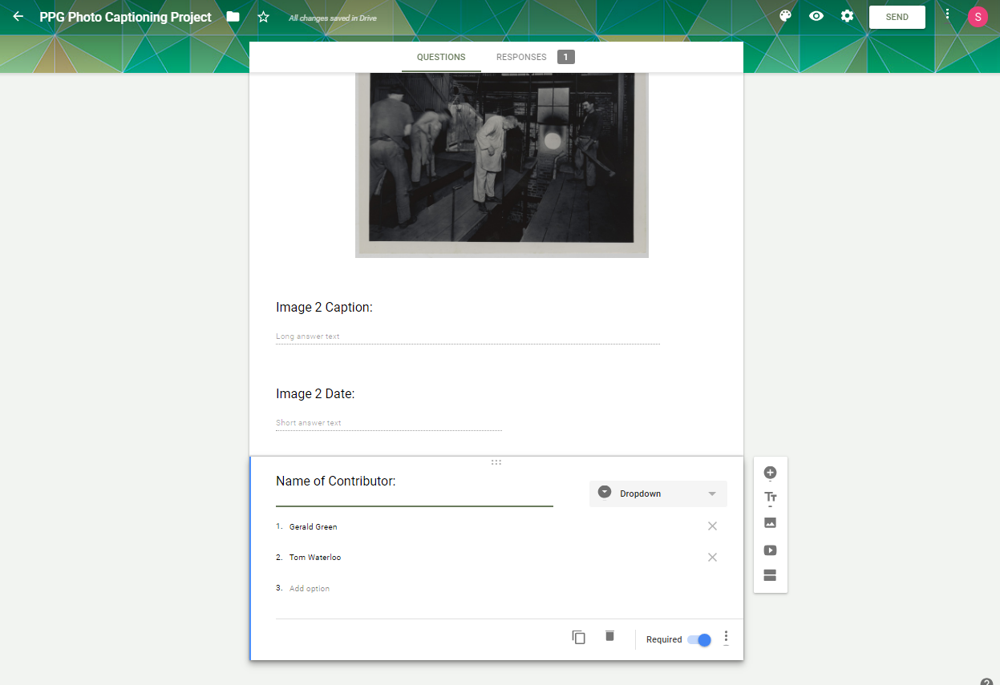 PPG Photo Captioning Project
All changes saved in Drive
SEND
S
QUESTIONS
RESPONSES 1
Image 2 Caption:
Long answer text
Image 2 Date:
Short answer text
Name of Contributor:
Dropdown
1. Gerald Green
2. Tom Waterloo
3. Add option
Required
?